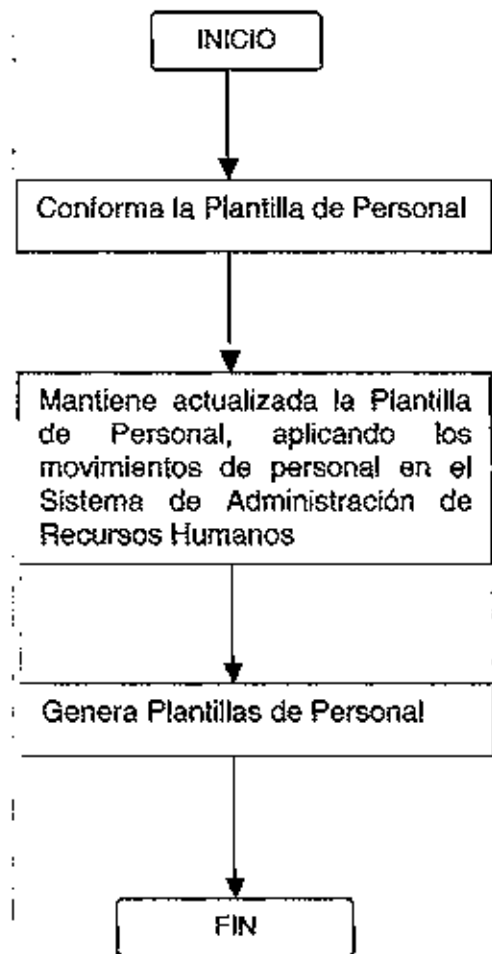 INICIO
Conforma la Plantilla de Personal
Mantiene actualizada la Plantilla
de Personal, aplicando los
movimientos de personal en el
Sistema de Administración de
Recursos Humanos
Genera Plantillas de Personal
FIN